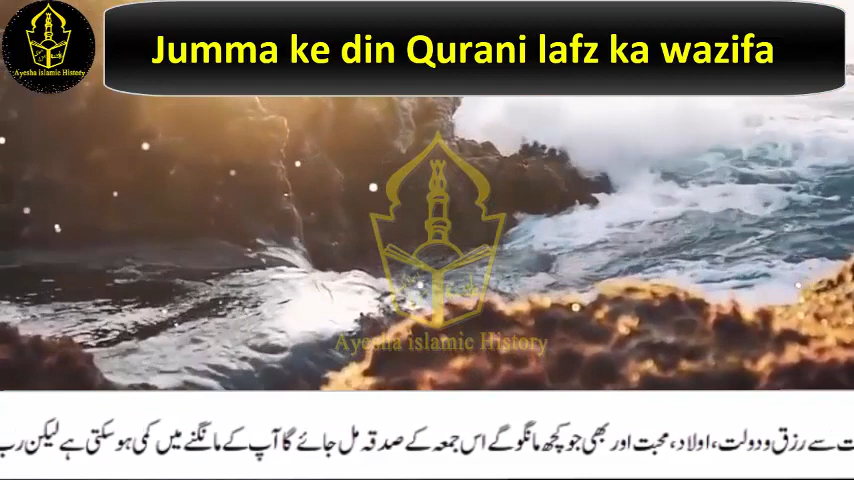 Ayesha islamic History
Jumma ke din Qurani lafz ka wazifa
Ayesha islamic History
سے رزق و دولت، اولاد، محبت اور بھی جو کچھ مانگو گے اس جمعہ کے صدقہ مل جائے گا آپ کے مانگنے میں کمی ہو سکتی ہے لیکن رب